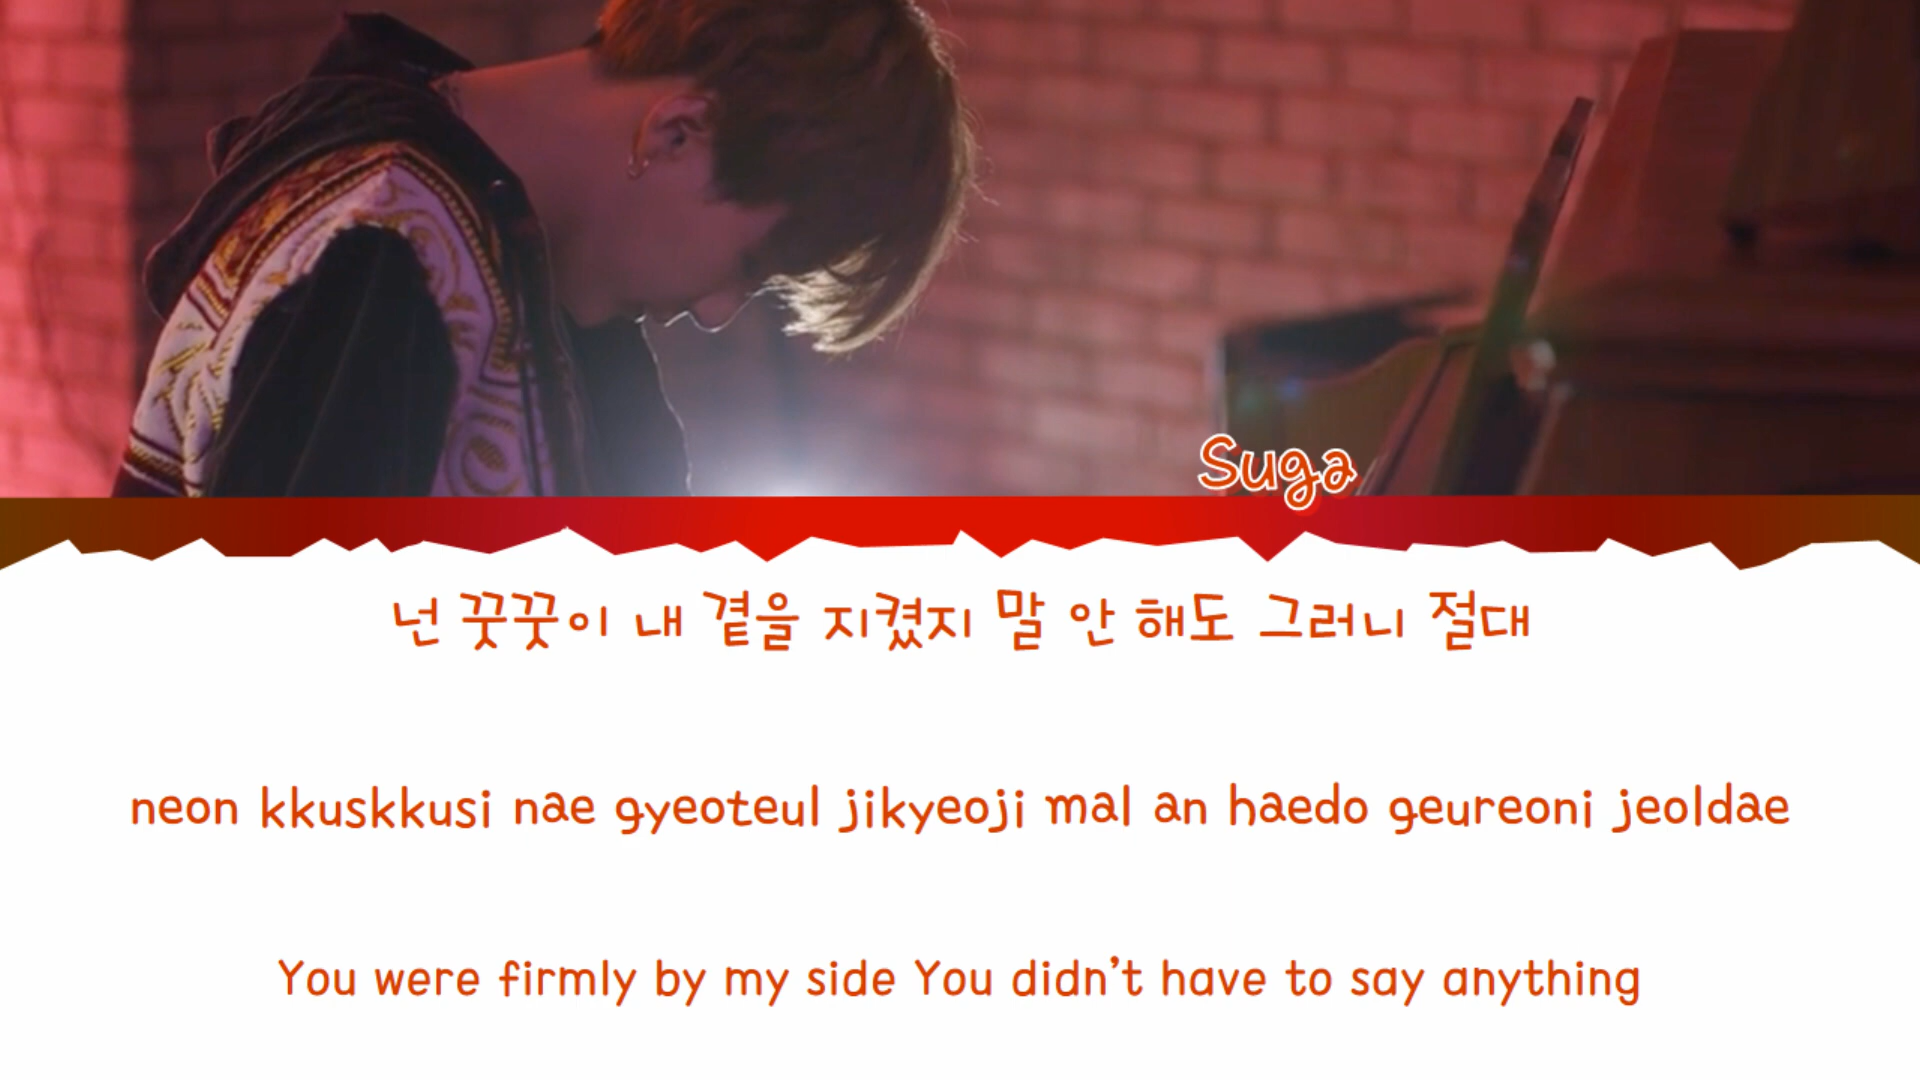 Suga
넌 꿋꿋이 내 곁을 지켰지 말 안 해도 그러니 절대
neon kkuskkusi nae gyeoteul jikyeoji mal an haedo geureoni jeoldae
You were firmly by my side You didn't have to say anything